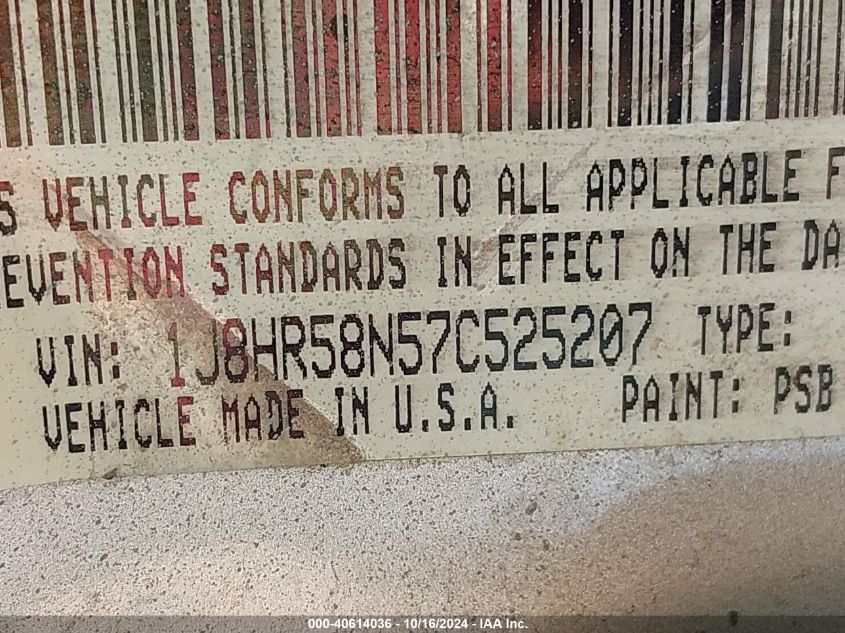 S VEHICLE CONFORMS TO ALL APPLICABLE F
EVENTION STANDARDS IN EFFECT ON THE DA
VIN: 1J8HR58N57C525207 TYPE:
VEHICLE MADE IN U.S.A. PAINT: PSB
000-40614036 - 10/16/2024 - IAA Inc.